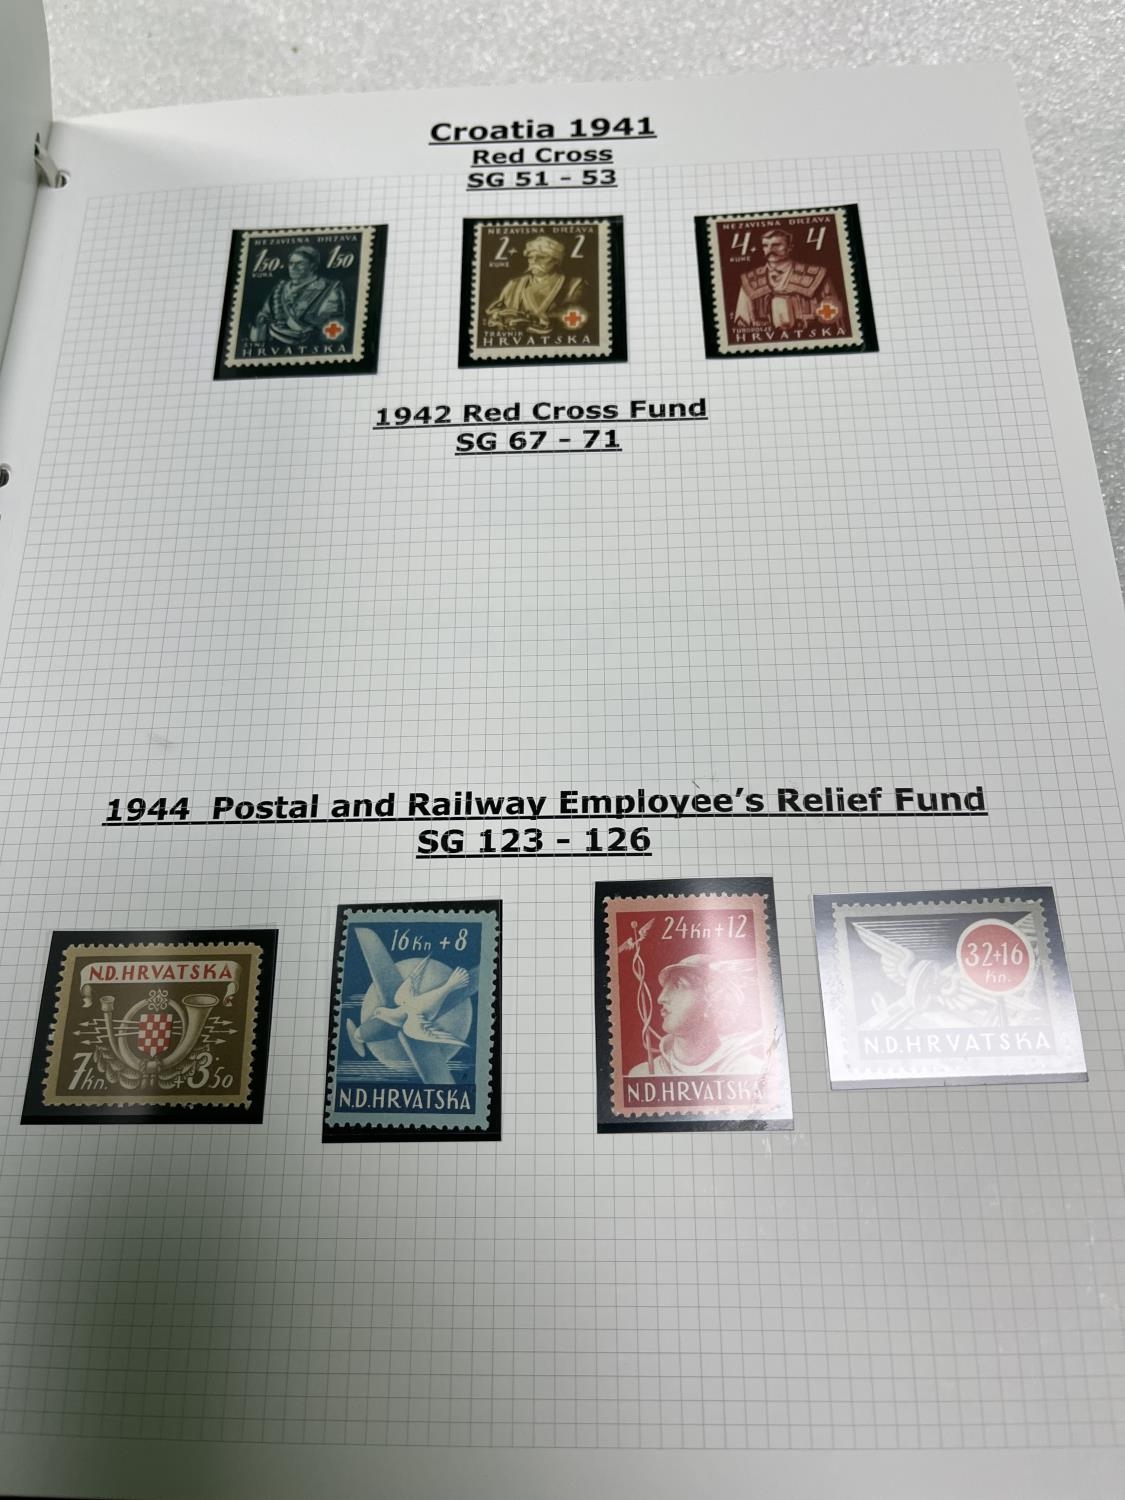 Croatia 1941
Red Cross
SG 51 - 53
NEZAVISNA DRŽAVA
1'50+ 1'50
KUNA
SINJ
HRVATSKA
NEZAVISNA DRŽAVA
2+ 2
KUNE
TRAVNIK
HRVATSKA
NEZAVISNA DRŽAVA
4+ 4
KUNE
TUROPOLJE
HRVATSKA
1942 Red Cross Fund
SG 67 - 71
1944 Postal and Railway Employee's Relief Fund
SG 123 - 126
N.D.HRVATSKA
7kn. +3'50
16Kn +8
N.D.HRVATSKA
24Kn+12
N.D.HRVATSKA
32+16
Kn.
N.D.HRVATSKA